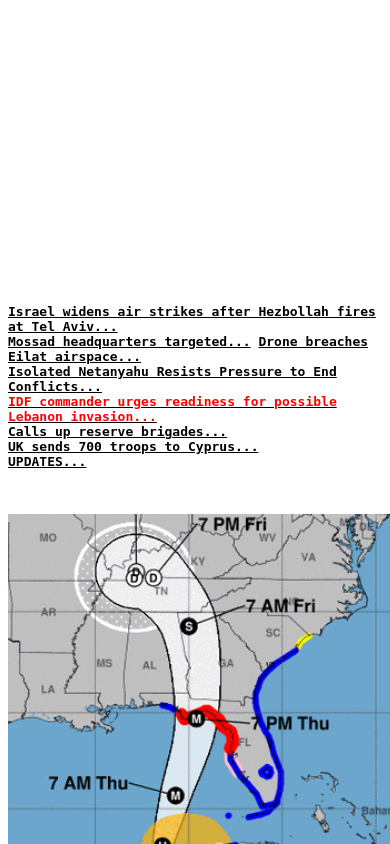 Israel widens air strikes after Hezbollah fires
at Tel Aviv...
Mossad headquarters targeted... Drone breaches
Eilat airspace...
Isolated Netanyahu Resists Pressure to End
Conflicts...
IDF commander urges readiness for possible
Lebanon invasion...
Calls up reserve brigades...
UK sends 700 troops to Cyprus...
UPDATES...
7 PM Fri
MO
WV
DE
KY
VA
D
D
D
TN
7 AM Fri
AR
S
SC
MS
AL
GA
LA
M
7 PM Thu
FL
7 AM Thu
M
Baha